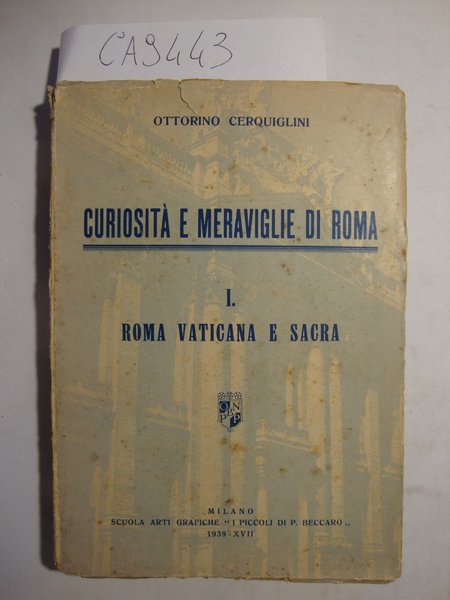 CA9443
OTTORINO CERQUIGLINI
CURIOSITÀ E MERAVIGLIE DI ROMA
I.
ROMA VATICANA E SACRA
MILANO
SCUOLA ARTI GRAFICHE "I PICCOLI DI P. BECCARO„
1939-XVII